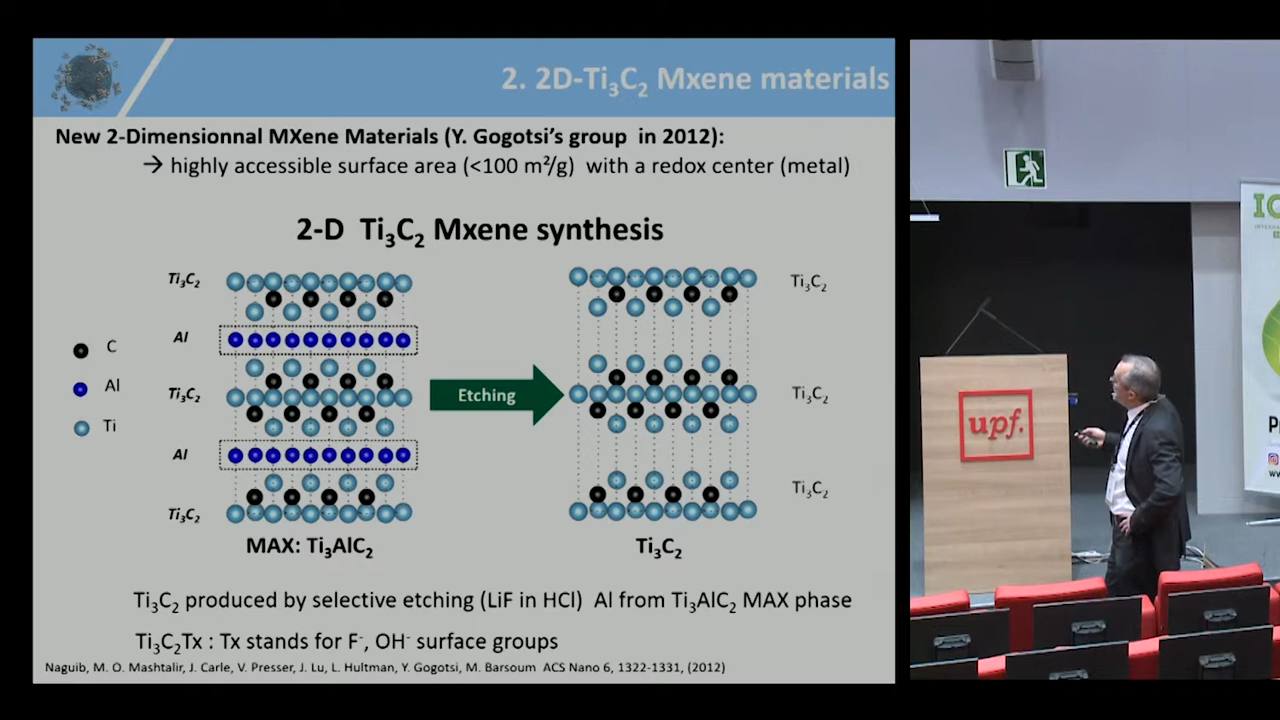 2. 2D-Ti₃C₂ Mxene materials
New 2-Dimensionnal MXene Materials (Y. Gogotsi's group in 2012):
→ highly accessible surface area (<100 m²/g) with a redox center (metal)
2-D Ti₃C₂ Mxene synthesis
Ti₃C₂
Al
Ti₃C₂
Al
Ti₃C₂
C
Al
Ti
Etching
Ti₃C₂
Ti₃C₂
Ti₃C₂
MAX: Ti₃AlC₂
Ti₃C₂
Ti₃C₂ produced by selective etching (LiF in HCl) Al from Ti₃AlC₂ MAX phase
Ti₃C₂Tx : Tx stands for F⁻, OH⁻ surface groups
Naguib, M. O. Mashtalir, J. Carle, V. Presser, J. Lu, L. Hultman, Y. Gogotsi, M. Barsoum ACS Nano 6, 1322-1331, (2012)
upf.